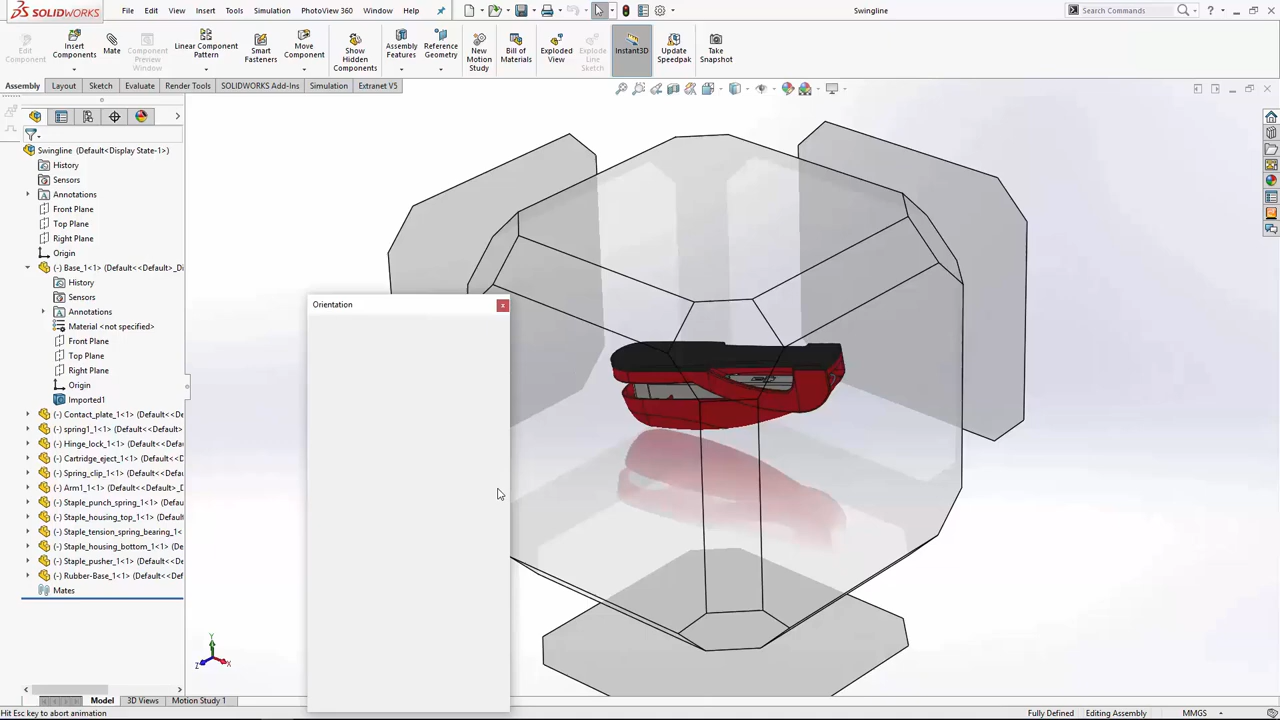 SOLIDWORKS
File Edit View Insert Tools Simulation PhotoView 360 Window Help
Swingline
Search Commands
Edit Component
Insert Components
Mate
Component Preview Window
Linear Component Pattern
Smart Fasteners
Move Component
Show Hidden Components
Assembly Features
Reference Geometry
New Motion Study
Bill of Materials
Exploded View
Explode Line Sketch
Instant3D
Update Speedpak
Take Snapshot
Assembly Layout Sketch Evaluate Render Tools SOLIDWORKS Add-Ins Simulation Extranet V5
Swingline (Default<Display State-1>)
History
Sensors
Annotations
Front Plane
Top Plane
Right Plane
Origin
(-) Base_1<1> (Default<<Default>_Di
History
Sensors
Annotations
Material <not specified>
Front Plane
Top Plane
Right Plane
Origin
Imported1
(-) Contact_plate_1<1> (Default<<
(-) spring1_1<1> (Default<<Defaul
(-) Hinge_lock_1<1> (Default<<Def
(-) Cartridge_eject_1<1> (Default<
(-) Spring_clip_1<1> (Default<<De
(-) Arm1_1<1> (Default<<Default>_D
(-) Staple_punch_spring_1<1> (Defau
(-) Staple_housing_top_1<1> (Defau
(-) Staple_tension_spring_bearing_1<
(-) Staple_housing_bottom_1<1> (De
(-) Staple_pusher_1<1> (Default<<
(-) Rubber-Base_1<1> (Default<<De
Mates
Orientation
x
Y
Z
X
Model 3D Views Motion Study 1
Hit Esc key to abort animation
Fully Defined Editing Assembly MMGS